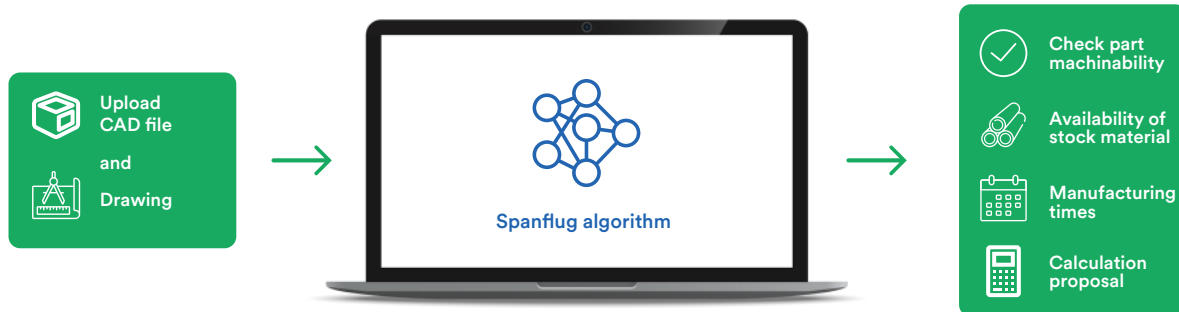 Upload
CAD file
and
Drawing
Spanflug algorithm
Check part
machinability
Availability of
stock material
Manufacturing
times
Calculation
proposal